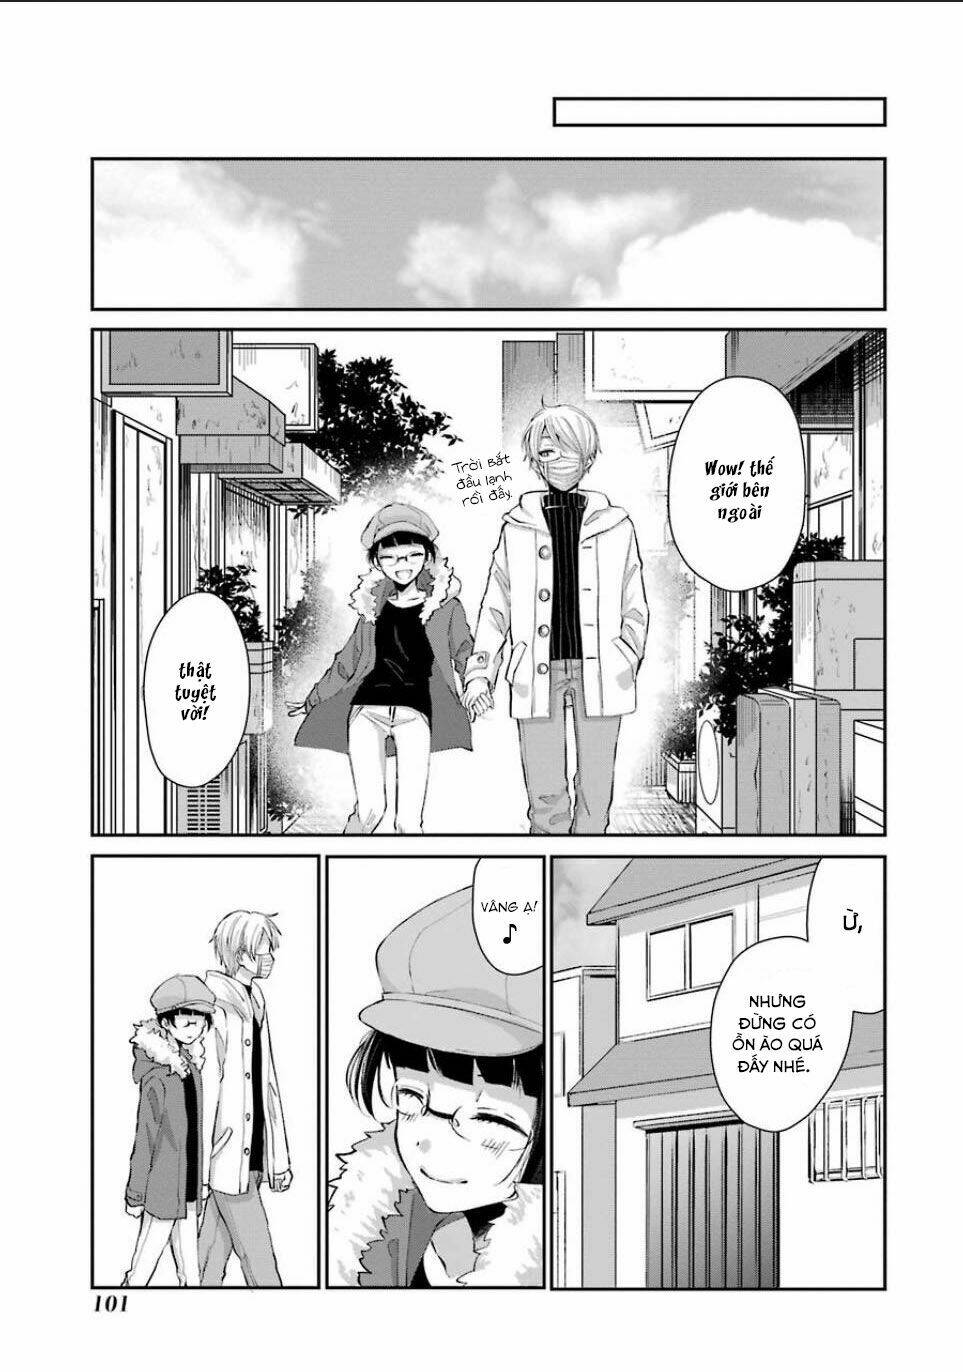 Wow! thế
giới bên
ngoài
Trời bắt
đầu lạnh
rồi đấy.
thật
tuyệt
vời!
Ừ,
NHƯNG
ĐỪNG CÓ
ỒN ÀO QUÁ
ĐẤY NHÉ.
VÂNG Ạ!
♪
101